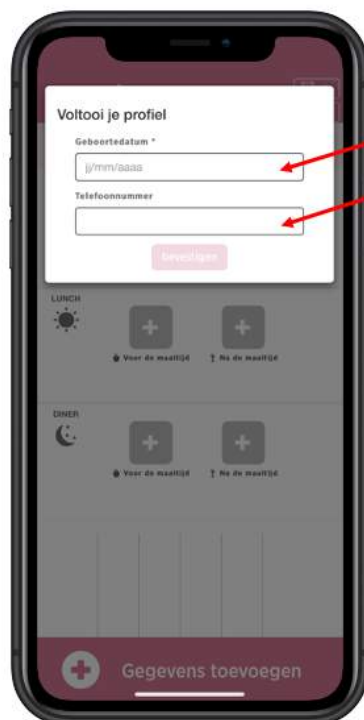 Voltooi je profiel
Geboortedatum *
jj/mm/aaaa
Telefoonnummer
bevestigen
LUNCH
Voor de maaltijd
Na de maaltijd
DINER
Voor de maaltijd
Na de maaltijd
Gegevens toevoegen